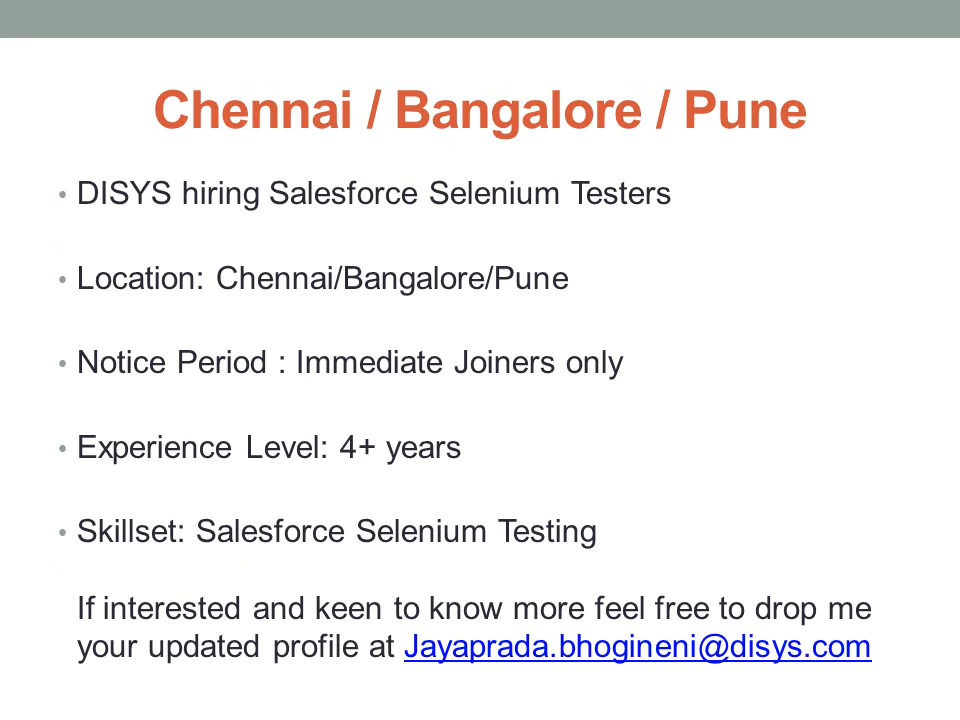 Chennai / Bangalore / Pune
• DISYS hiring Salesforce Selenium Testers
• Location: Chennai/Bangalore/Pune
• Notice Period : Immediate Joiners only
• Experience Level: 4+ years
• Skillset: Salesforce Selenium Testing
If interested and keen to know more feel free to drop me
your updated profile at Jayaprada.bhogineni@disys.com